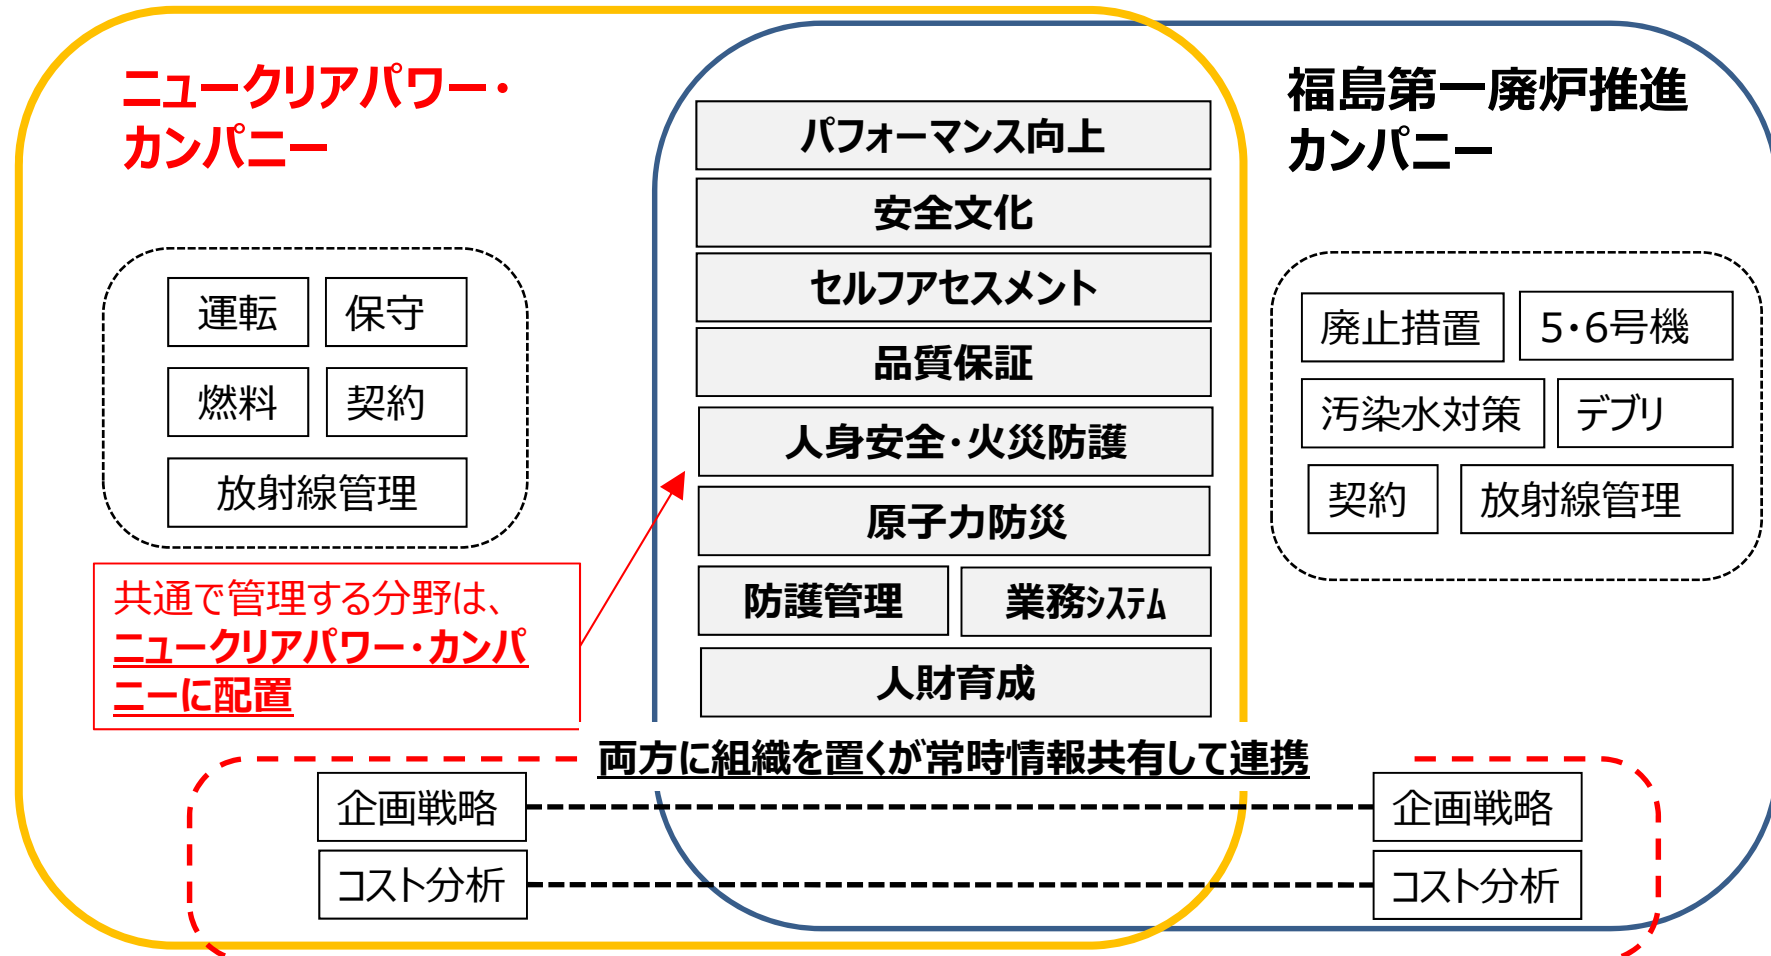 ニュークリアパワー・
カンパニー
福島第一廃炉推進
カンパニー
パフォーマンス向上
安全文化
セルフアセスメント
品質保証
人身安全・火災防護
原子力防災
防護管理
業務システム
人財育成
運転
保守
燃料
契約
放射線管理
廃止措置
5・6号機
汚染水対策
デブリ
契約
放射線管理
共通で管理する分野は、
ニュークリアパワー・カンパ
ニーに配置
両方に組織を置くが常時情報共有して連携
企画戦略
企画戦略
コスト分析
コスト分析